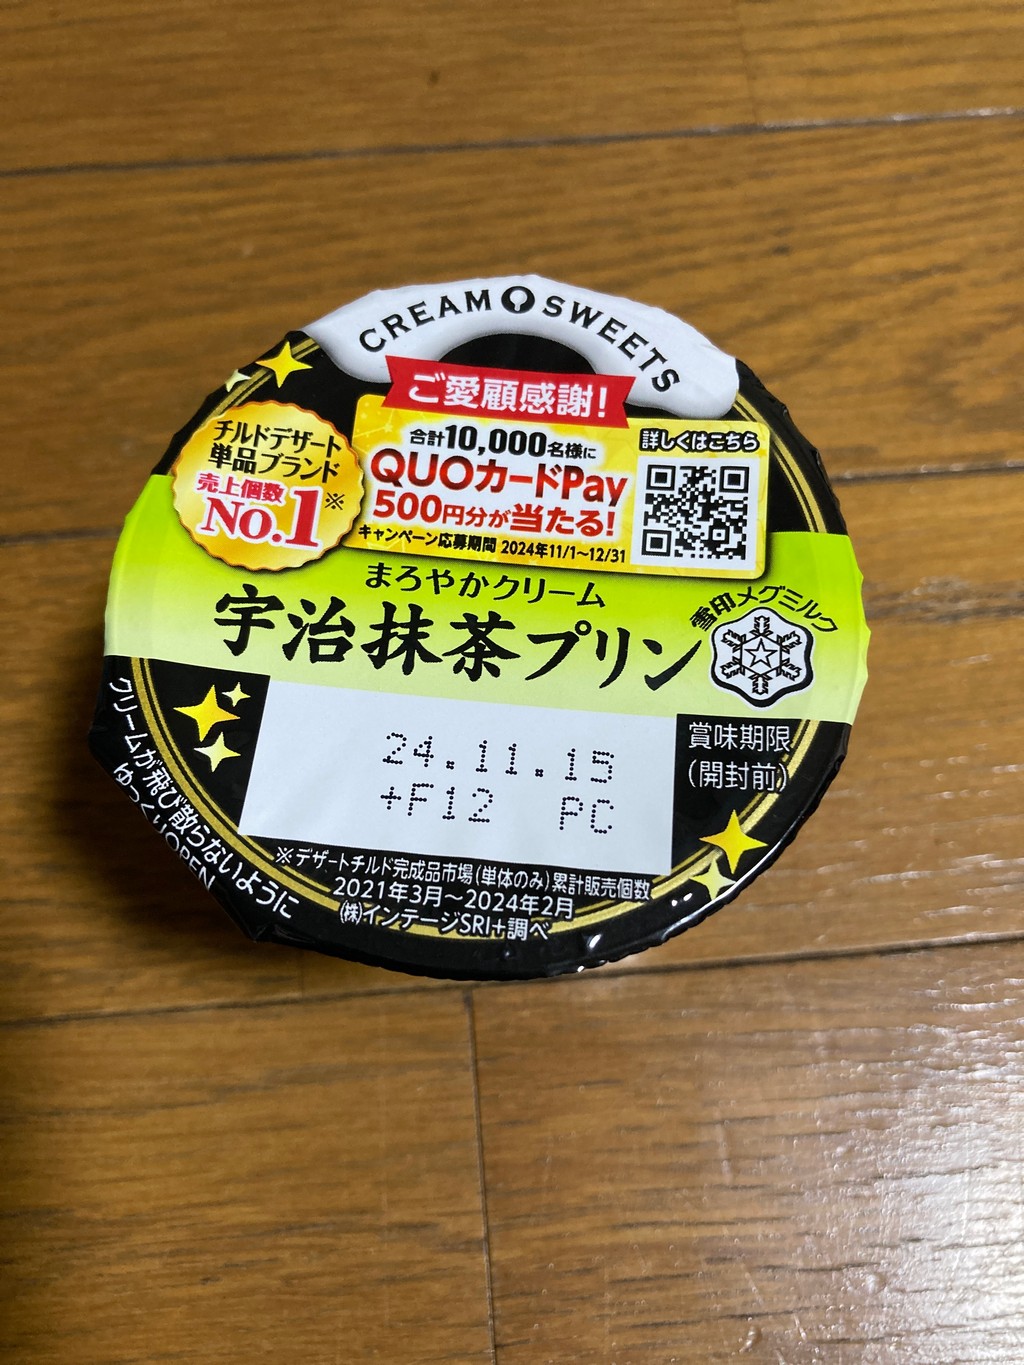 CREAM SWEETS
ご愛顧感謝!
チルドデザート
単品ブランド
売上個数
No.1※
合計10,000名様に
QUOカードPay
500円分が当たる!
キャンペーン応募期間 2024年11/1~12/31
詳しくはこちら
まろやかクリーム
宇治抹茶プリン
雪印メグミルク
24.11.15
+F12 PC
賞味期限
(開封前)
※デザートチルド完成品市場(単体のみ)累計販売個数
2021年3月～2024年2月
㈱インテージSRI+調べ
クリームが飛び散らないように
ゆっくりOPEN